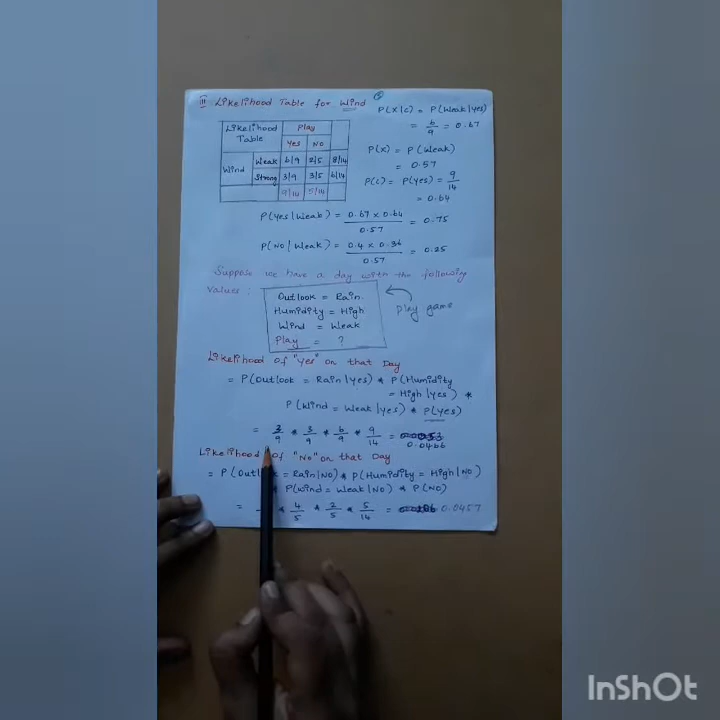 III Likelihood Table for Wind
Likelihood Table Play
Yes No
Wind Weak 6/9 2/5 8/14
Strong 3/9 3/5 6/14
9/14 5/14
P(x|c) = P(Weak|Yes)
= 6/9 = 0.67
P(x) = P(Weak)
= 0.57
P(c) = P(Yes) = 9/14
= 0.64
P(Yes|Weak) = 0.67 x 0.64 / 0.57 = 0.75
P(No|Weak) = 0.4 x 0.36 / 0.57 = 0.25
Suppose we have a day with the following
values :
Outlook = Rain
Humidity = High
Wind = Weak
Play = ?
Play game
Likelihood of "Yes" on that Day
= P(Outlook = Rain|Yes) * P(Humidity
= High|Yes) *
P(Wind = Weak|Yes) * P(Yes)
= 3/9 * 3/9 * 6/9 * 9/14 =
0.0466
Likelihood of "No" on that Day
= P( = Rain|No) * P(Humidity = High|No)
* P(Wind = Weak|No) * P(No)
= * 4/5 * 2/5 * 5/14 = 0.0457
InShOt